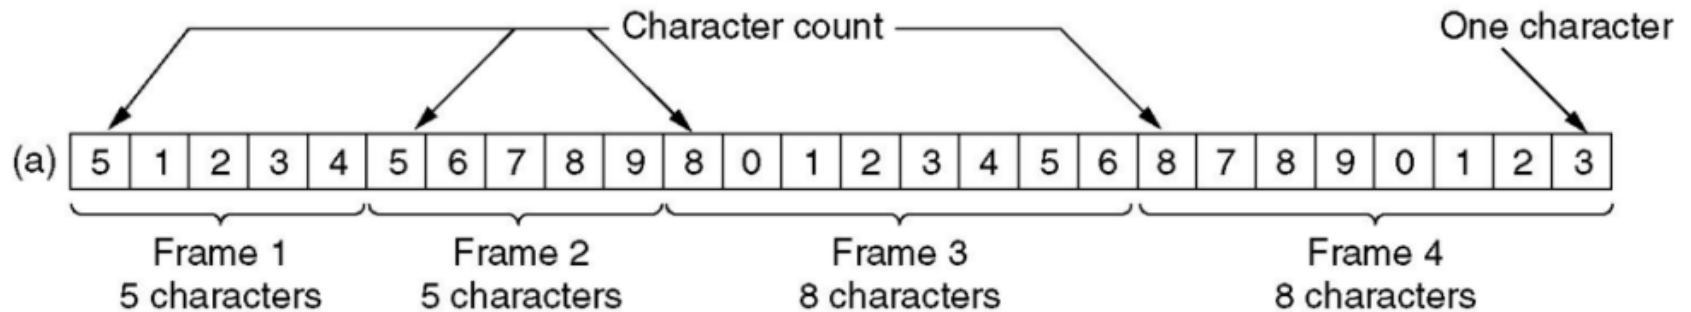 Character count
One character
(a) 5 1 2 3 4 5 6 7 8 9 8 0 1 2 3 4 5 6 8 7 8 9 0 1 2 3
Frame 1
5 characters
Frame 2
5 characters
Frame 3
8 characters
Frame 4
8 characters